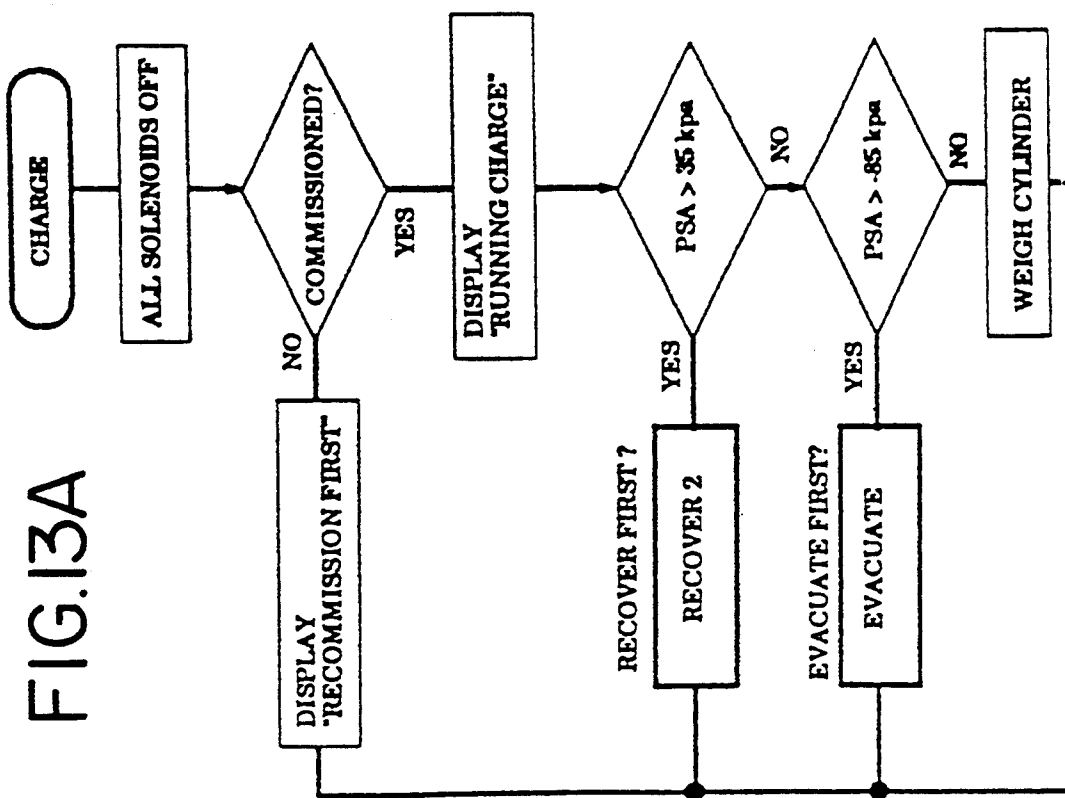 FIG.13A
CHARGE
ALL SOLENOIDS OFF
COMMISSIONED?
NO
YES
DISPLAY
"RECOMMISSION FIRST"
DISPLAY
"RUNNING CHARGE"
PSA > 35 kpa
YES
NO
RECOVER FIRST ?
RECOVER 2
PSA > -85 kpa
YES
NO
EVACUATE FIRST?
EVACUATE
WEIGH CYLINDER